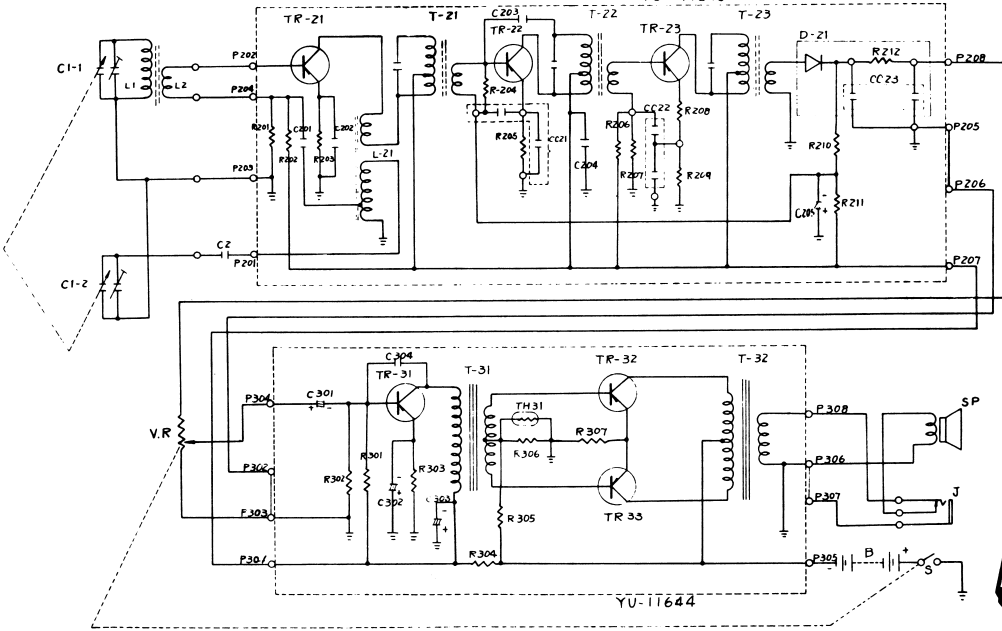 TR-21
T-21
C203
TR-22
T-22
TR-23
T-23
D-21
R212
CC23
P208
C1-1
L1
L2
P202
P204
R-204
R208
P205
R201
R202
C201
R203
C202
R205
CC21
C204
R206
CC22
R207
R210
L-21
R209
P203
P206
C205
R211
C2
P201
P207
C1-2
C304
TR-31
T-31
TR-32
T-32
P304
C301
TH31
P308
SP
V.R
R307
R306
P306
R301
R302
R303
P302
C302
C303
TR33
P307
J
P303
R305
P301
R304
P305
B
S
YU-11644